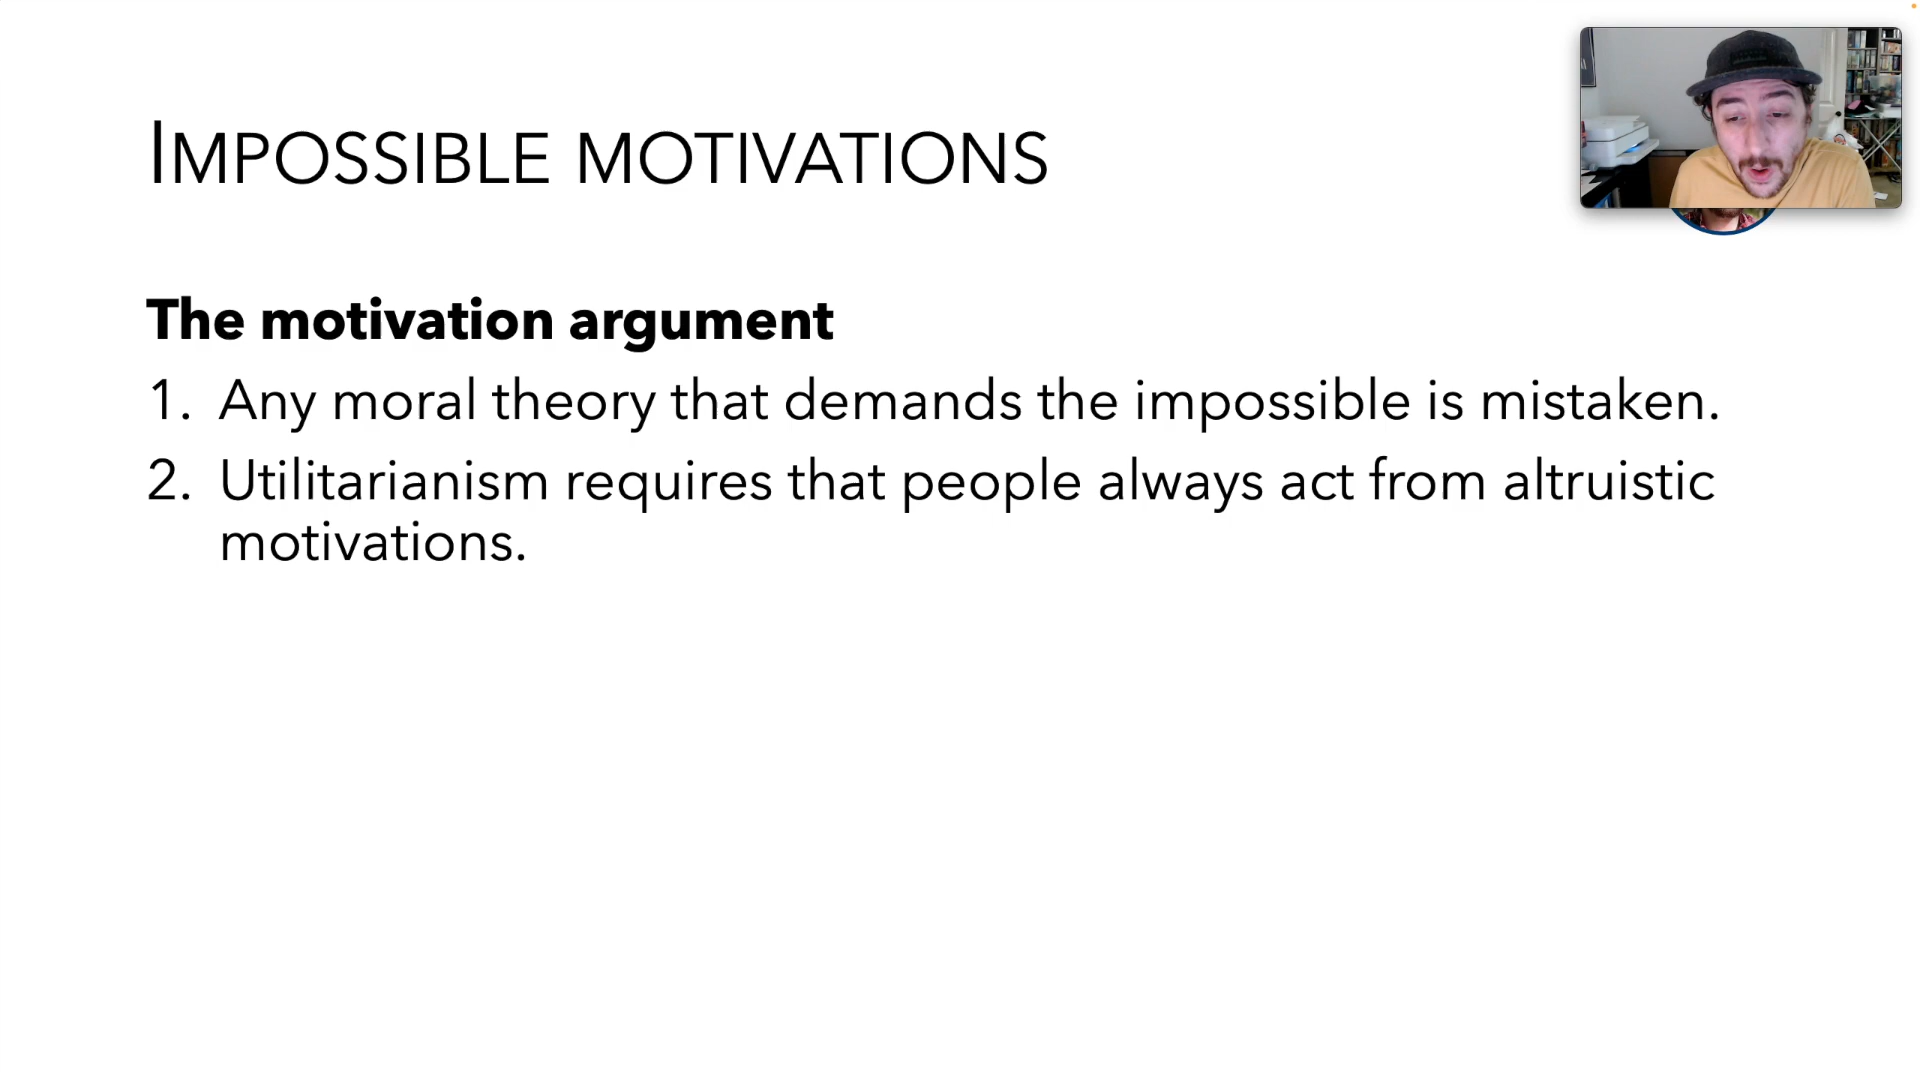 IMPOSSIBLE MOTIVATIONS
The motivation argument
1. Any moral theory that demands the impossible is mistaken.
2. Utilitarianism requires that people always act from altruistic
motivations.